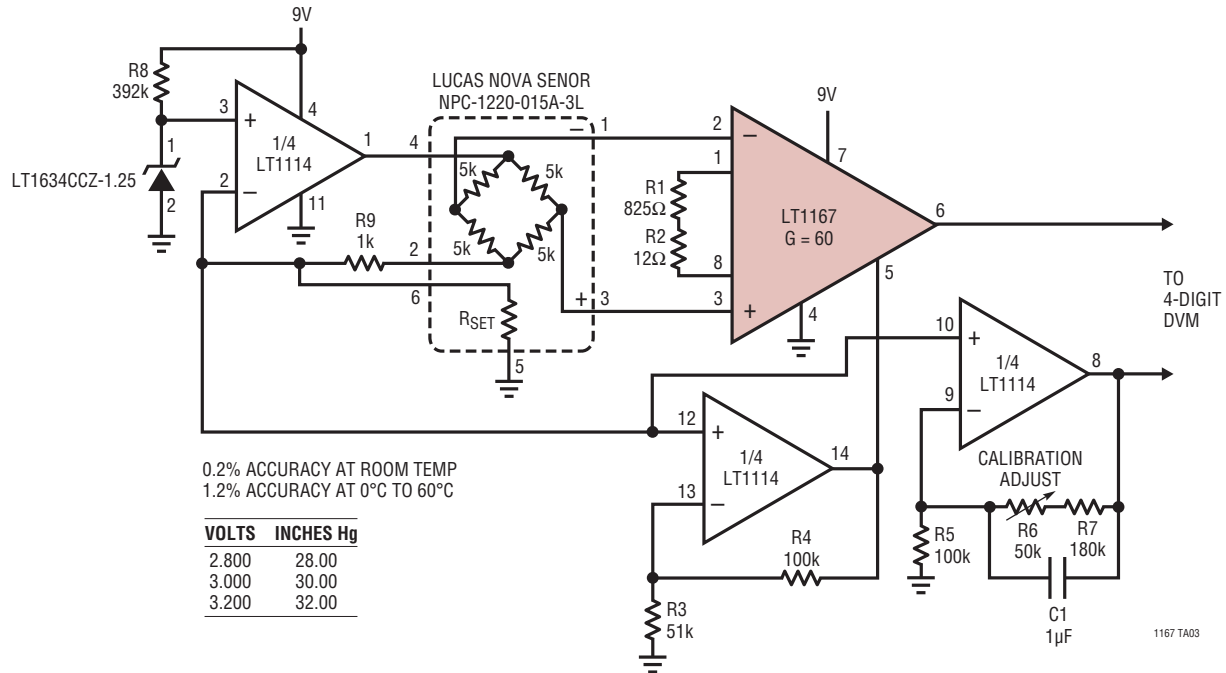 9V
R8
392k
3
+
4
1/4
LT1114
1
1
LT1634CCZ-1.25
2
2
–
11
R9
1k
LUCAS NOVA SENOR
NPC-1220-015A-3L
4
–
1
5k
5k
5k
5k
2
6
+
3
RSET
5
9V
2
–
7
1
R1
825Ω
R2
12Ω
LT1167
G = 60
6
8
5
3
+
4
TO
4-DIGIT
DVM
10
+
1/4
LT1114
8
9
–
12
+
1/4
LT1114
14
13
–
CALIBRATION
ADJUST
R4
100k
R5
100k
R6
50k
R7
180k
R3
51k
C1
1µF
0.2% ACCURACY AT ROOM TEMP
1.2% ACCURACY AT 0°C TO 60°C
VOLTS INCHES Hg
2.800 28.00
3.000 30.00
3.200 32.00
1167 TA03